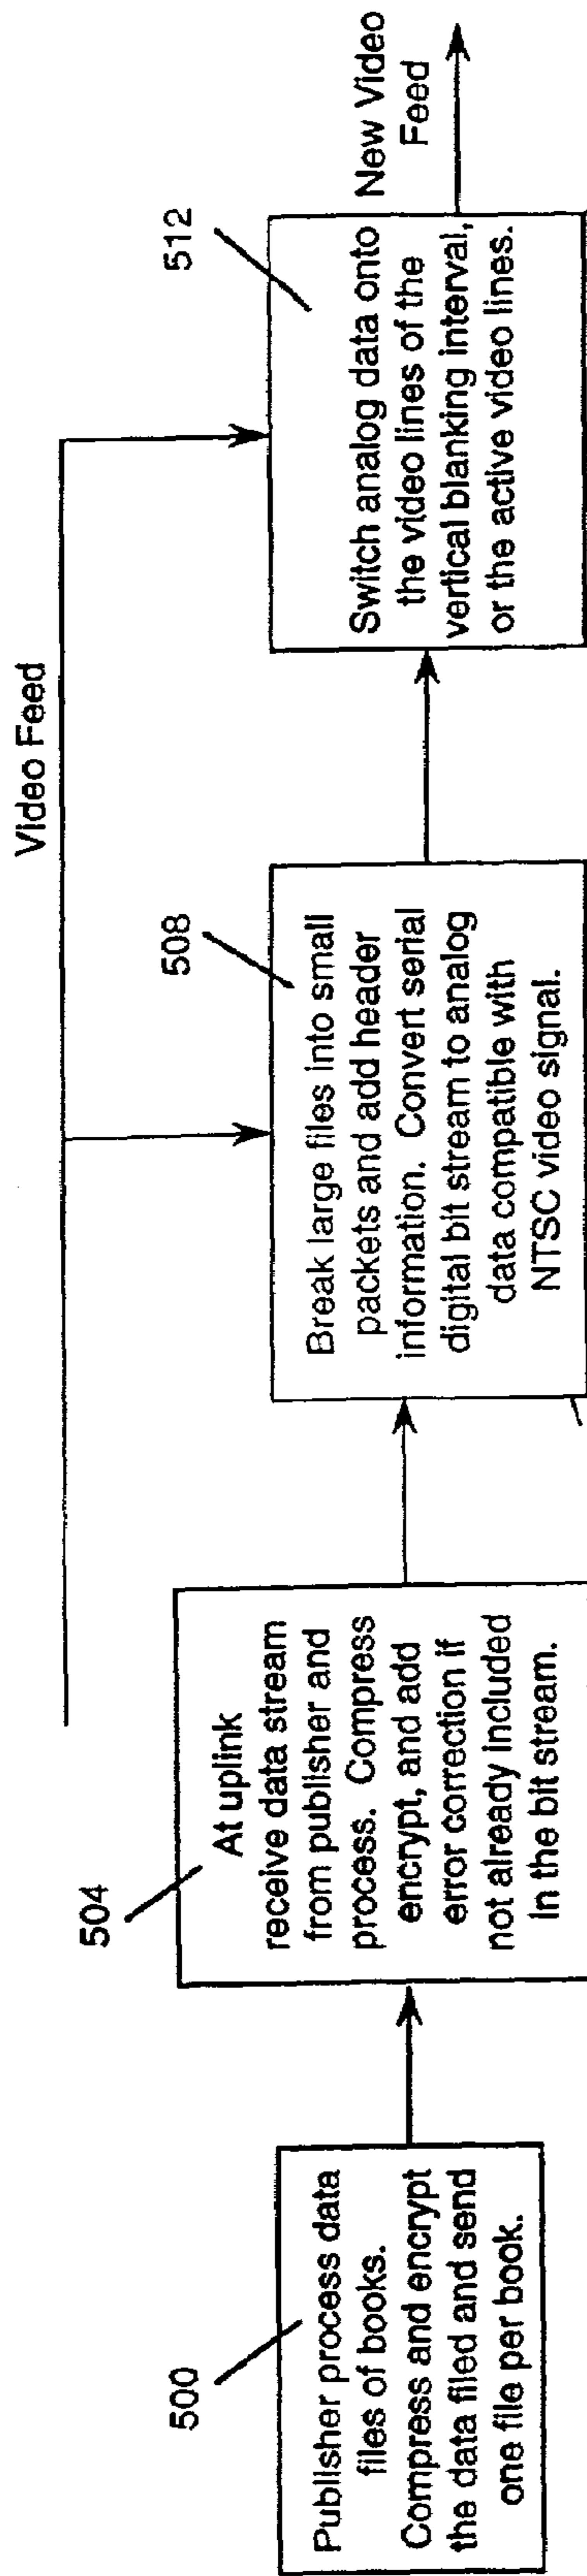 Video Feed
500
Publisher process data
files of books.
Compress and encrypt
the data filed and send
one file per book.
504
At uplink
receive data stream
from publisher and
process. Compress
encrypt, and add
error correction if
not already included
in the bit stream.
508
Break large files into small
packets and add header
information. Convert serial
digital bit stream to analog
data compatible with
NTSC video signal.
512
Switch analog data onto
the video lines of the
vertical blanking interval,
or the active video lines.
New Video
Feed